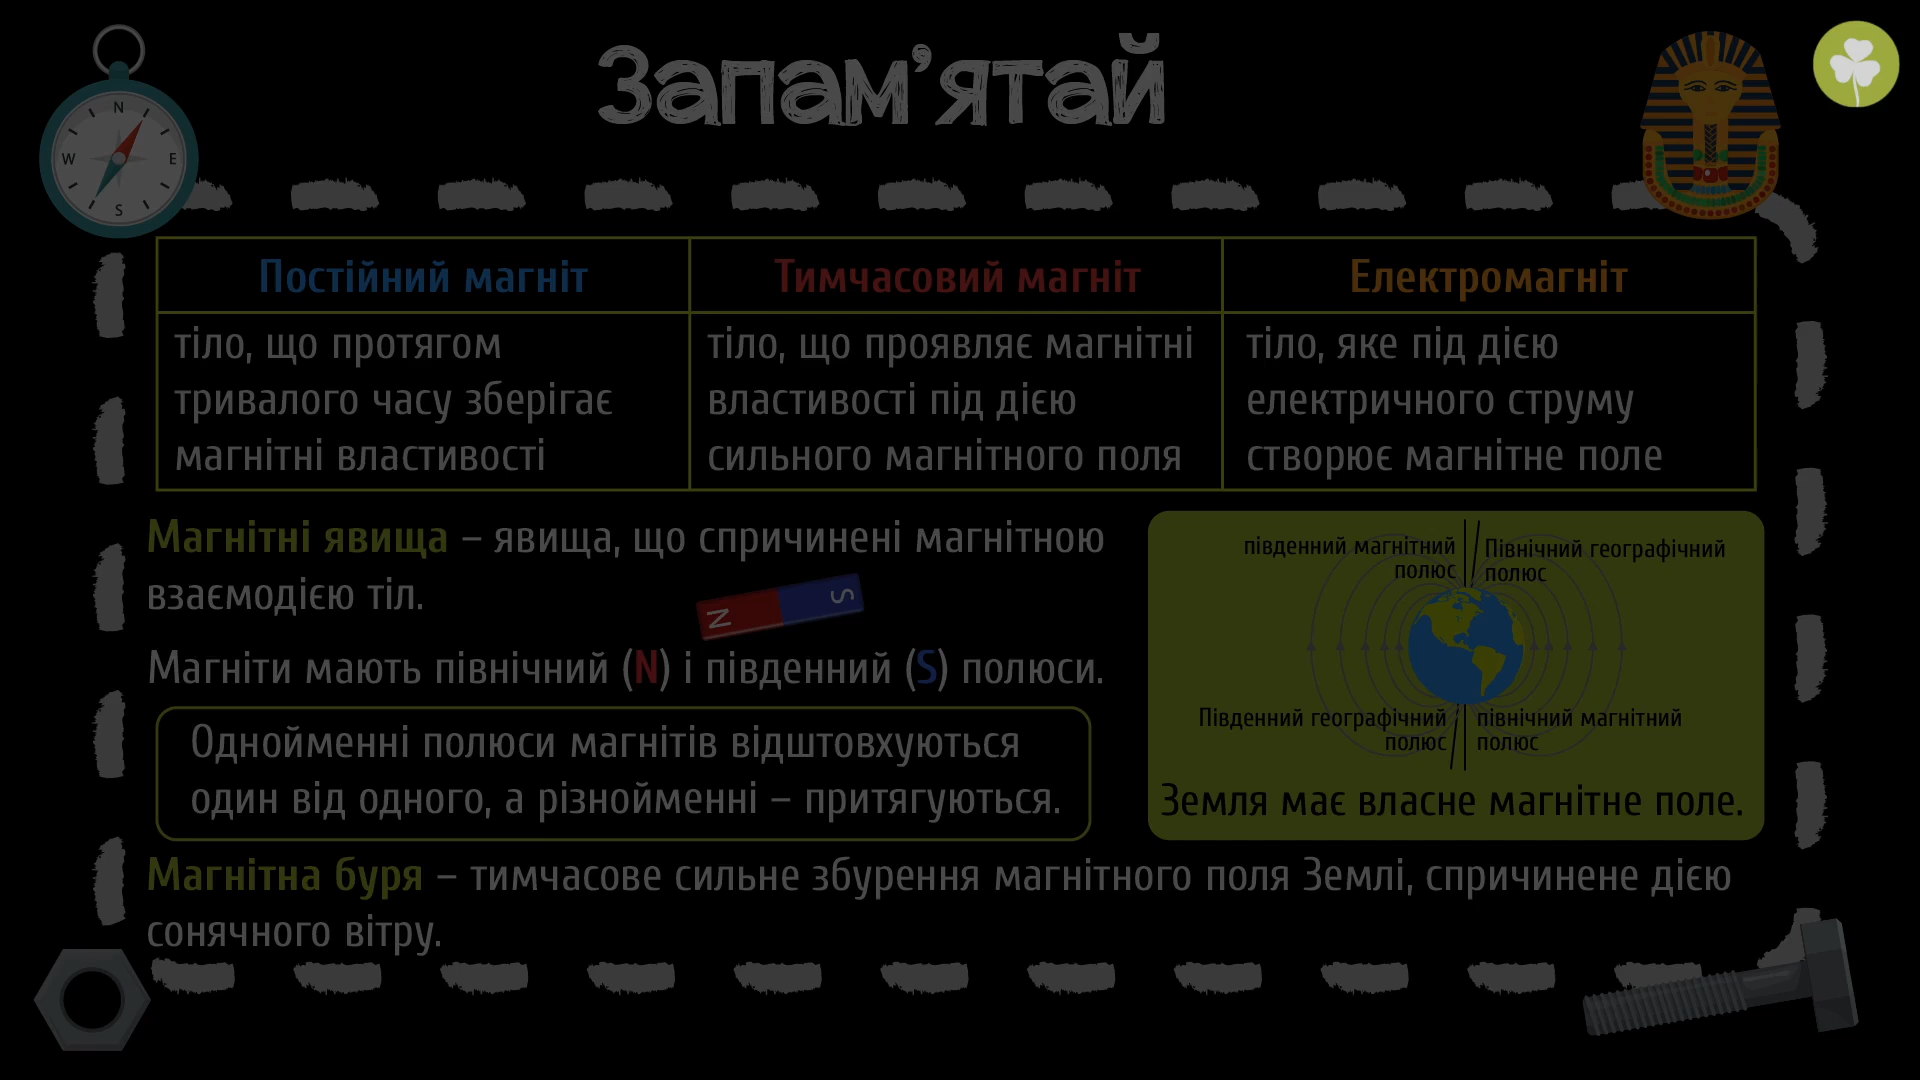 Запам’ятай
N
W
E
S
Постійний магніт
Тимчасовий магніт
Електромагніт
тіло, що протягом
тривалого часу зберігає
магнітні властивості
тіло, що проявляє магнітні
властивості під дією
сильного магнітного поля
тіло, яке під дією
електричного струму
створює магнітне поле
Магнітні явища – явища, що спричинені магнітною
взаємодією тіл.
N
S
Магніти мають північний (N) і південний (S) полюси.
Однойменні полюси магнітів відштовхуються
один від одного, а різнойменні – притягуються.
південний магнітний
полюс
Північний географічний
полюс
Південний географічний
полюс
північний магнітний
полюс
Земля має власне магнітне поле.
Магнітна буря – тимчасове сильне збурення магнітного поля Землі, спричинене дією
сонячного вітру.